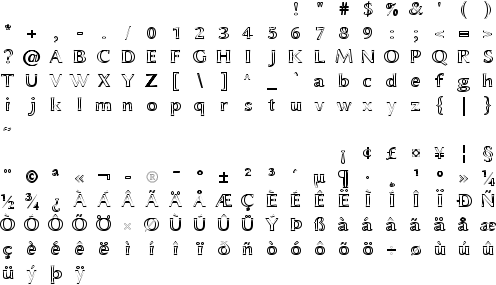 ! " # $ % & ' ( )
* + , - . / 0 1 2 3 4 5 6 7 8 9 : ; < = >
? @ A B C D E F G H I J K L M N O P Q R S
T U V W X Y Z [ \ ] ^ _ ` a b c d e f g h
i j k l m n o p q r s t u v w x y z { | }
¡ ¢ £ ¤ ¥ ¦ §
¨ © ª « ¬ - ® ¯ ° ± ² ³ ´ µ ¶ · ¸ ¹ º » ¼
½ ¾ ¿ À Á Â Ã Ä Å Æ Ç È É Ê Ë Ì Í Î Ï Ð Ñ
Ò Ó Ô Õ Ö × Ø Ù Ú Û Ü Ý Þ ß à á â ã ä å æ
ç è é ê ë ì í î ï ð ñ ò ó ô õ ö ÷ ø ù ú û
ü ý þ ÿ